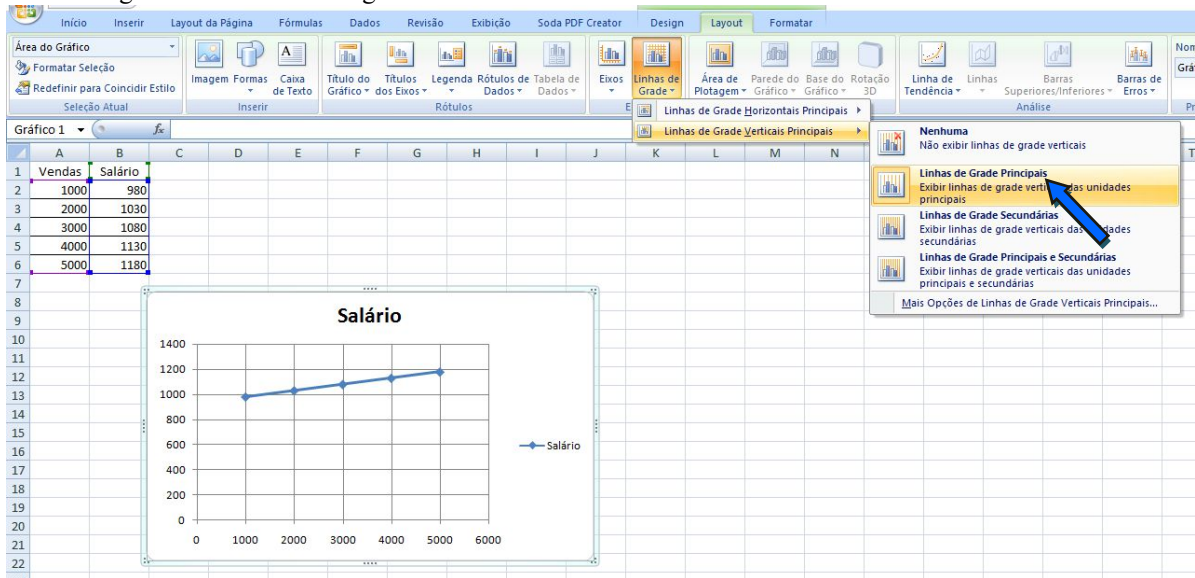 Início Inserir Layout da Página Fórmulas Dados Revisão Exibição Soda PDF Creator Design Layout Formatar
Área do Gráfico
Formatar Seleção
Redefinir para Coincidir Estilo
Seleção Atual
Imagem Formas Caixa de Texto
Inserir
Título do Gráfico Títulos dos Eixos Legenda Rótulos de Dados Tabela de Dados
Rótulos
Eixos Linhas de Grade
Área de Plotagem Parede do Gráfico Base do Gráfico Rotação 3D
Linha de Tendência Linhas Barras Superiores/Inferiores Barras de Erros
Análise
Linhas de Grade Horizontais Principais
Linhas de Grade Verticais Principais
Nenhuma
Não exibir linhas de grade verticais
Linhas de Grade Principais
Exibir linhas de grade das unidades
principais
Linhas de Grade Secundárias
Exibir linhas de grade verticais das
secundárias
Linhas de Grade Principais e Secundárias
Exibir linhas de grade verticais das unidades
principais e secundárias
Mais Opções de Linhas de Grade Verticais Principais...
Gráfico 1 fx
A B C D E F G H I J K L M N T
1 Vendas Salário
2 1000 980
3 2000 1030
4 3000 1080
5 4000 1130
6 5000 1180
7
8
9
10
11
12
13
14
15
16
17
18
19
20
21
22
Salário
1400
1200
1000
800
600
400
200
0
0 1000 2000 3000 4000 5000 6000
Salário